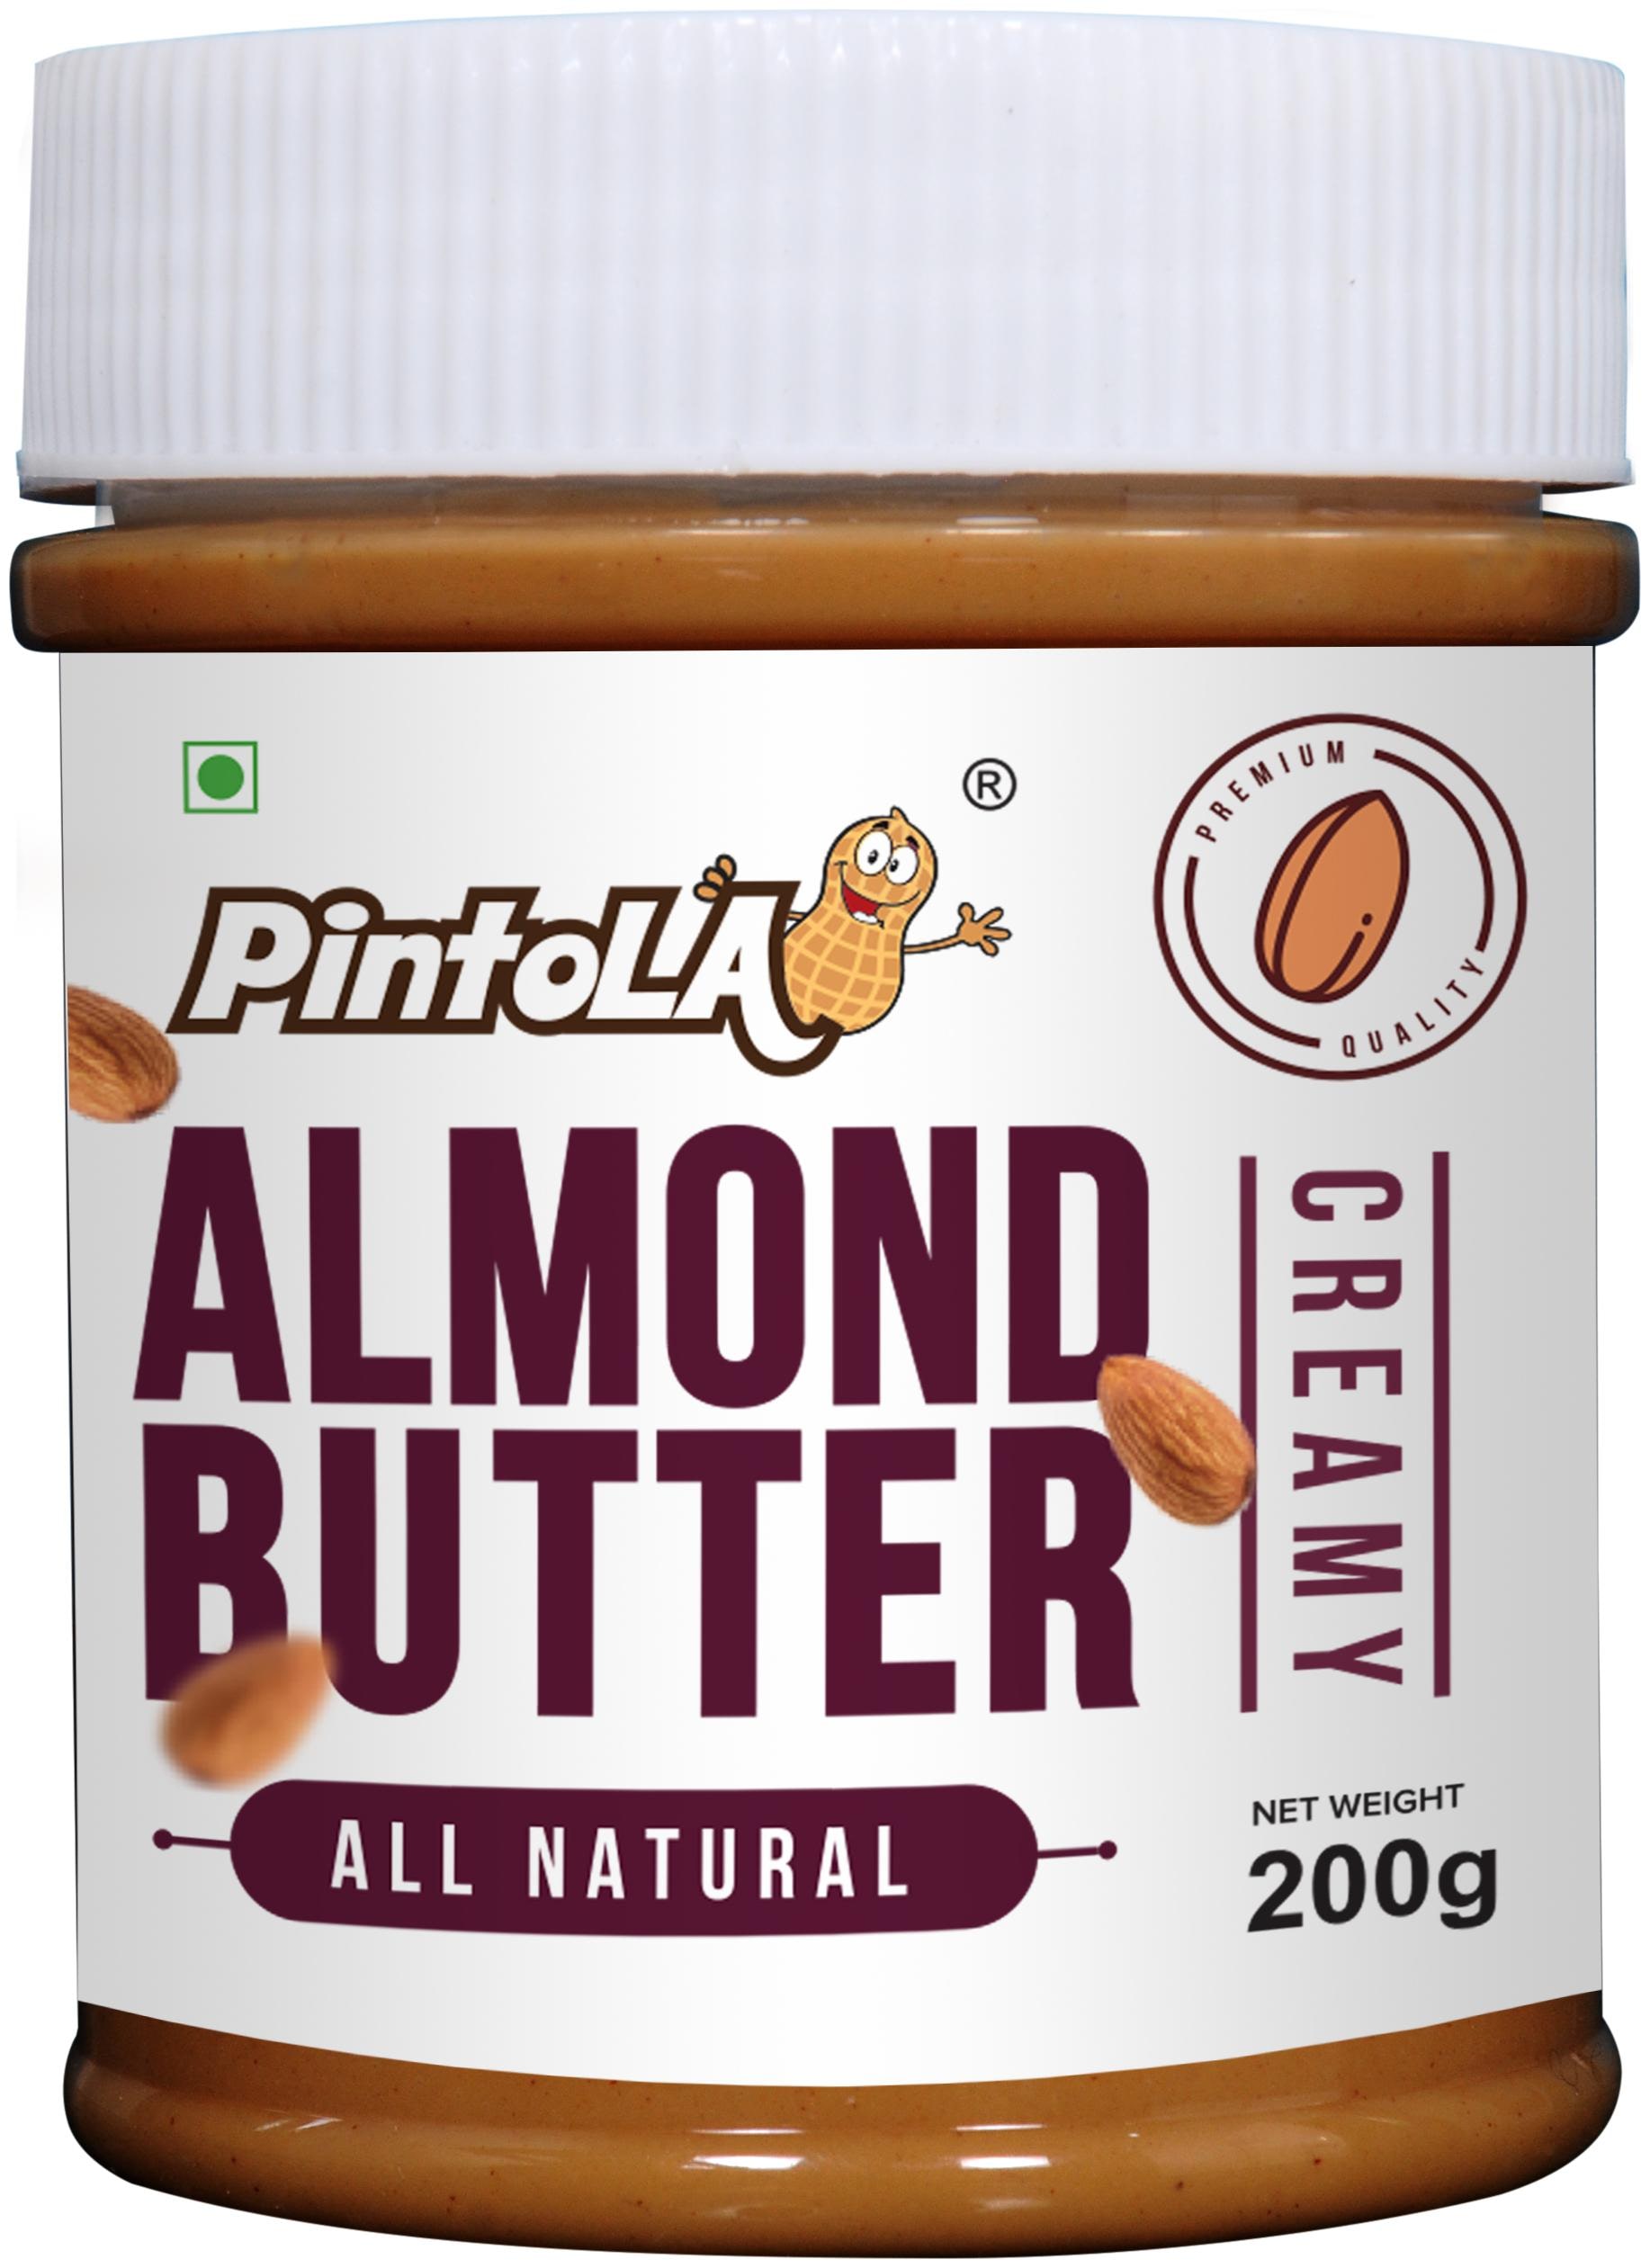 ®
PintoLA
PREMIUM
QUALITY
ALMOND
BUTTER
CREAMY
ALL NATURAL
NET WEIGHT
200g